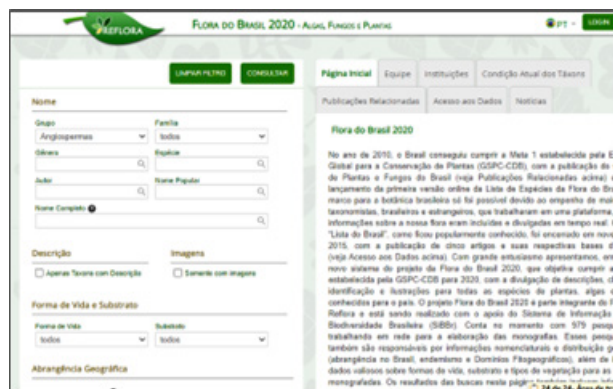 REFLORA
FLORA DO BRASIL 2020 - ALGAS, FUNGOS E PLANTAS
PT
LOGIN
LIMPAR FILTRO
CONSULTAR
Nome
Grupo
Família
Angiospermas
todos
Gênero
Espécie
Autor
Nome Popular
Nome Completo
Descrição
Imagens
Apenas Táxons com Descrição
Somente com imagens
Forma de Vida e Substrato
Forma de Vida
Substrato
todos
todos
Abrangência Geográfica
Página Inicial
Equipe
Instituições
Condição Atual dos Táxons
Publicações Relacionadas
Acesso aos Dados
Notícias
Flora do Brasil 2020
No ano de 2010, o Brasil conseguiu cumprir a Meta 1 estabelecida pela E
Global para a Conservação de Plantas (GSPC-CDB), com a publicação do
de Plantas e Fungos do Brasil (veja Publicações Relacionadas acima)
lançamento da primeira versão online da Lista de Espécies da Flora do Br
marco para a botânica brasileira só foi possível devido ao empenho de mai
taxonomistas, brasileiros e estrangeiros, que trabalharam em uma plataforma
informações sobre a nossa flora eram incluídas e divulgadas em tempo real.
"Lista do Brasil", como ficou popularmente conhecido, foi encerrado em nove
2015, com a publicação de cinco artigos e suas respectivas bases d
(veja Acesso aos Dados acima). Com grande entusiasmo apresentamos, em
novo sistema do projeto da Flora do Brasil 2020, que objetiva cumprir a
estabelecida pela GSPC-CDB para 2020, com a divulgação de descrições, c
identificação e ilustrações para todas as espécies de plantas, algas
conhecidos para o país. O projeto Flora do Brasil 2020 é parte integrante do
Reflora e está sendo realizado com o apoio do Sistema de Informação
Biodiversidade Brasileira (SiBBr). Conta no momento com 979 pesqu
trabalhando em rede para a elaboração das monografias. Esses pesqu
também são responsáveis por informações nomenclaturais e distribuição g
(abrangência no Brasil, endemismo e Domínios Fitogeográficos), além de
dados valiosos sobre formas de vida, substrato e tipos de vegetação para
monografadas. Os resultados das buscas nesta página